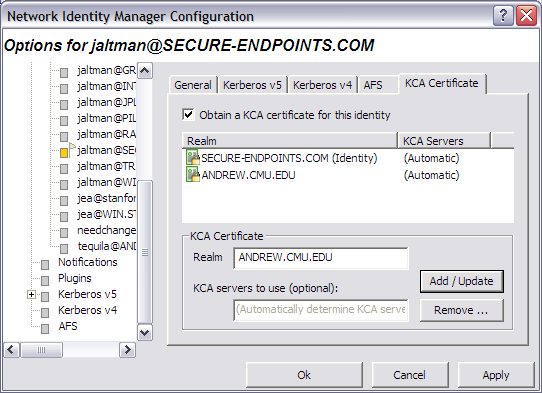 Network Identity Manager Configuration
Options for jaltman@SECURE-ENDPOINTS.COM
jaltman@GR
jaltman@INT
jaltman@JPL
jaltman@PIL
jaltman@RA
jaltman@SEC
jaltman@TR
jaltman@WI
jea@stanfor
jea@WIN.ST
needchange
tequila@AND
Notifications
Plugins
Kerberos v5
Kerberos v4
AFS
General
Kerberos v5
Kerberos v4
AFS
KCA Certificate
Obtain a KCA certificate for this identity
Realm KCA Servers
SECURE-ENDPOINTS.COM (Identity) (Automatic)
ANDREW.CMU.EDU (Automatic)
KCA Certificate
Realm ANDREW.CMU.EDU
KCA servers to use (optional):
(Automatically determine KCA serve
Add / Update
Remove ...
Ok
Cancel
Apply